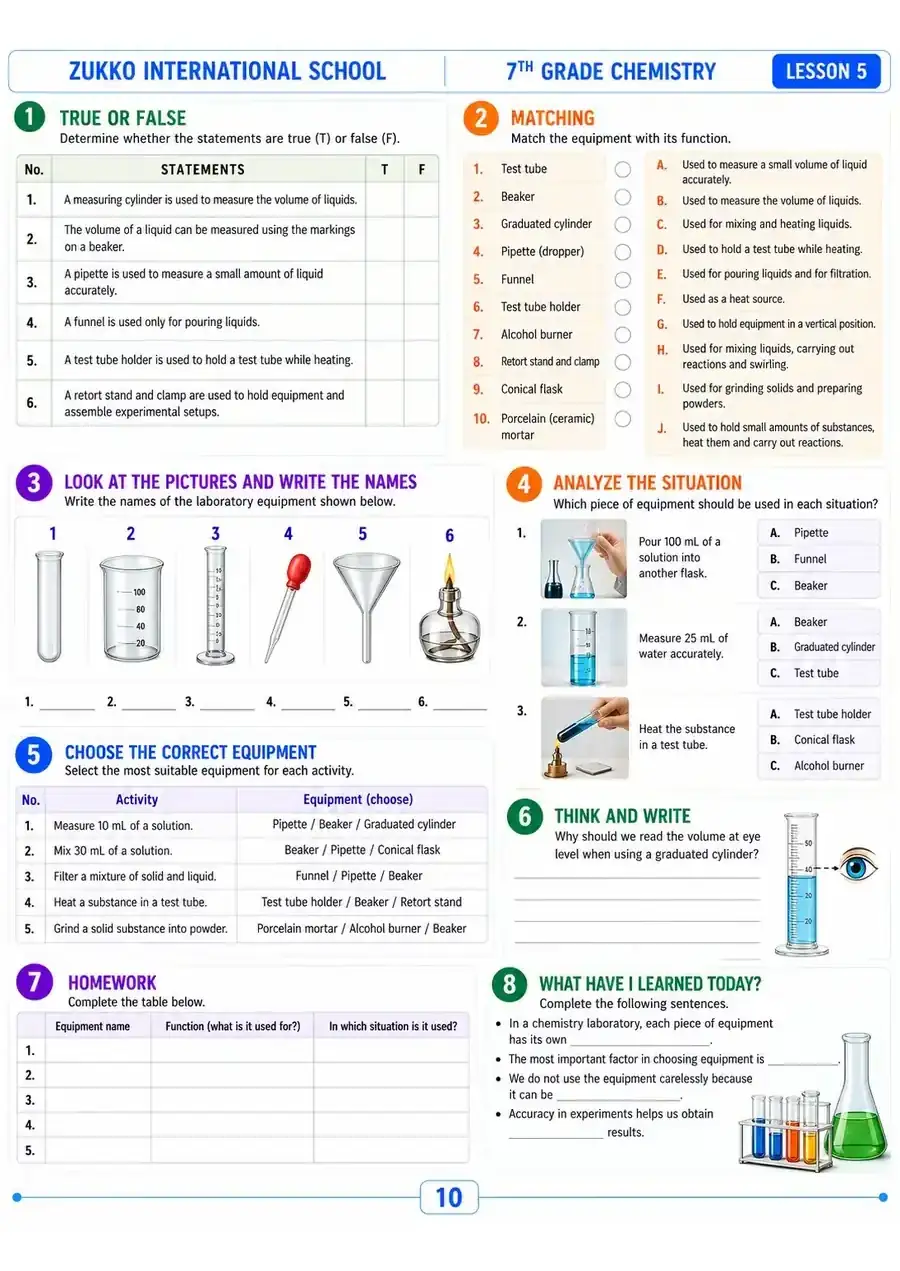 ZUKKO INTERNATIONAL SCHOOL
7TH GRADE CHEMISTRY
LESSON 5
1 TRUE OR FALSE
Determine whether the statements are true (T) or false (F).
No. STATEMENTS T F
1. A measuring cylinder is used to measure the volume of liquids.
2. The volume of a liquid can be measured using the markings
on a beaker.
3. A pipette is used to measure a small amount of liquid
accurately.
4. A funnel is used only for pouring liquids.
5. A test tube holder is used to hold a test tube while heating.
6. A retort stand and clamp are used to hold equipment and
assemble experimental setups.
2 MATCHING
Match the equipment with its function.
1. Test tube
2. Beaker
3. Graduated cylinder
4. Pipette (dropper)
5. Funnel
6. Test tube holder
7. Alcohol burner
8. Retort stand and clamp
9. Conical flask
10. Porcelain (ceramic)
mortar
A. Used to measure a small volume of liquid
accurately.
B. Used to measure the volume of liquids.
C. Used for mixing and heating liquids.
D. Used to hold a test tube while heating.
E. Used for pouring liquids and for filtration.
F. Used as a heat source.
G. Used to hold equipment in a vertical position.
H. Used for mixing liquids, carrying out
reactions and swirling.
I. Used for grinding solids and preparing
powders.
J. Used to hold small amounts of substances,
heat them and carry out reactions.
3 LOOK AT THE PICTURES AND WRITE THE NAMES
Write the names of the laboratory equipment shown below.
1 2 3 4 5 6
100
80
40
20
1. ________ 2. ________ 3. ________ 4. ________ 5. ________ 6. ________
4 ANALYZE THE SITUATION
Which piece of equipment should be used in each situation?
1. Pour 100 mL of a
solution into
another flask.
A. Pipette
B. Funnel
C. Beaker
2. Measure 25 mL of
water accurately.
A. Beaker
B. Graduated cylinder
C. Test tube
3. Heat the substance
in a test tube.
A. Test tube holder
B. Conical flask
C. Alcohol burner
5 CHOOSE THE CORRECT EQUIPMENT
Select the most suitable equipment for each activity.
No. Activity Equipment (choose)
1. Measure 10 mL of a solution. Pipette / Beaker / Graduated cylinder
2. Mix 30 mL of a solution. Beaker / Pipette / Conical flask
3. Filter a mixture of solid and liquid. Funnel / Pipette / Beaker
4. Heat a substance in a test tube. Test tube holder / Beaker / Retort stand
5. Grind a solid substance into powder. Porcelain mortar / Alcohol burner / Beaker
6 THINK AND WRITE
Why should we read the volume at eye
level when using a graduated cylinder?
50
40
20
20
7 HOMEWORK
Complete the table below.
Equipment name Function (what is it used for?) In which situation is it used?
1.
2.
3.
4.
5.
8 WHAT HAVE I LEARNED TODAY?
Complete the following sentences.
• In a chemistry laboratory, each piece of equipment
has its own ________________.
• The most important factor in choosing equipment is ________.
• We do not use the equipment carelessly because
it can be ________________.
• Accuracy in experiments helps us obtain
____________ results.
10